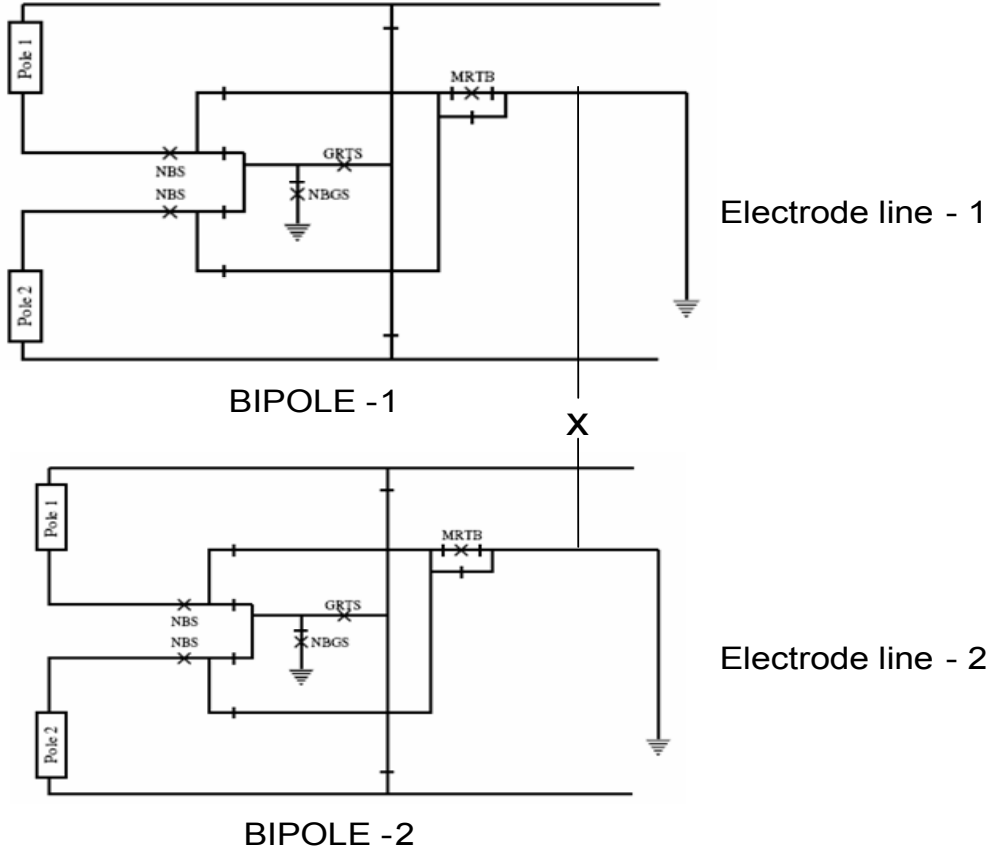 Pole 1
MRTB
GRTS
NBS
NBS
NBGS
Electrode line - 1
Pole 2
BIPOLE -1
X
Pole 1
MRTB
GRTS
NBS
NBS
NBGS
Electrode line - 2
Pole 2
BIPOLE -2